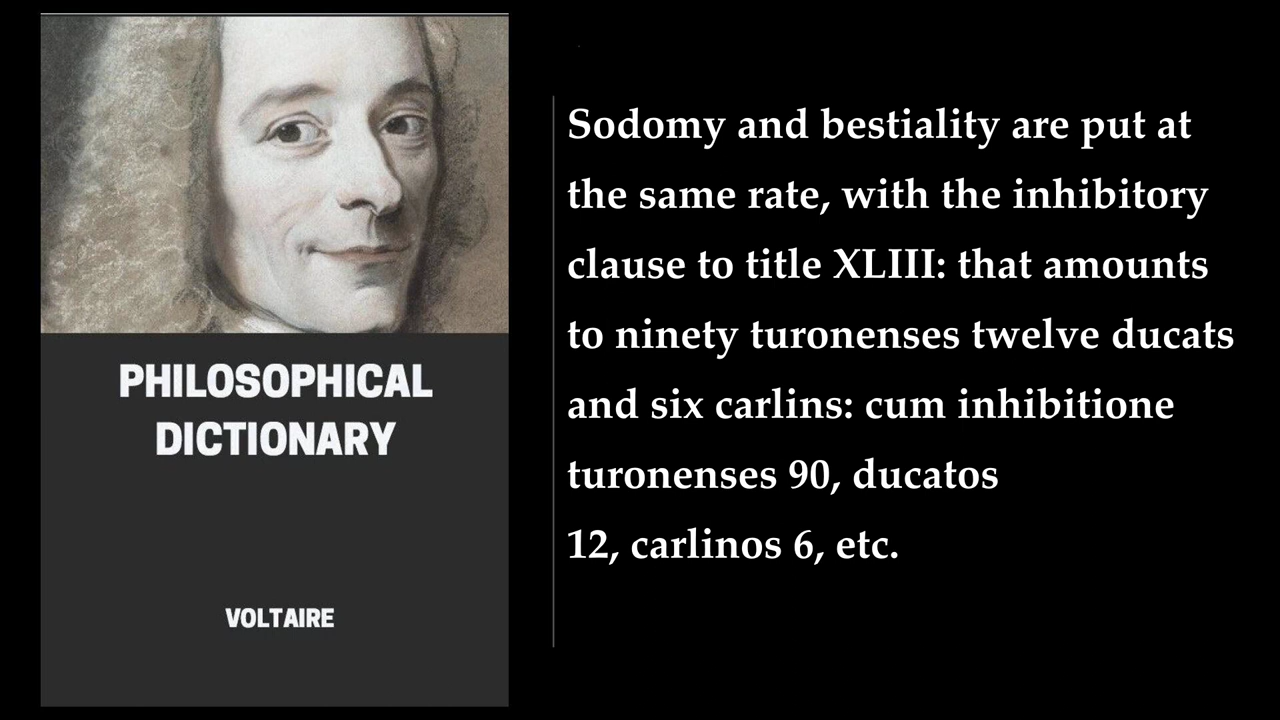 PHILOSOPHICAL
DICTIONARY
VOLTAIRE
Sodomy and bestiality are put at
the same rate, with the inhibitory
clause to title XLIII: that amounts
to ninety turonenses twelve ducats
and six carlins: cum inhibitione
turonenses 90, ducatos
12, carlinos 6, etc.